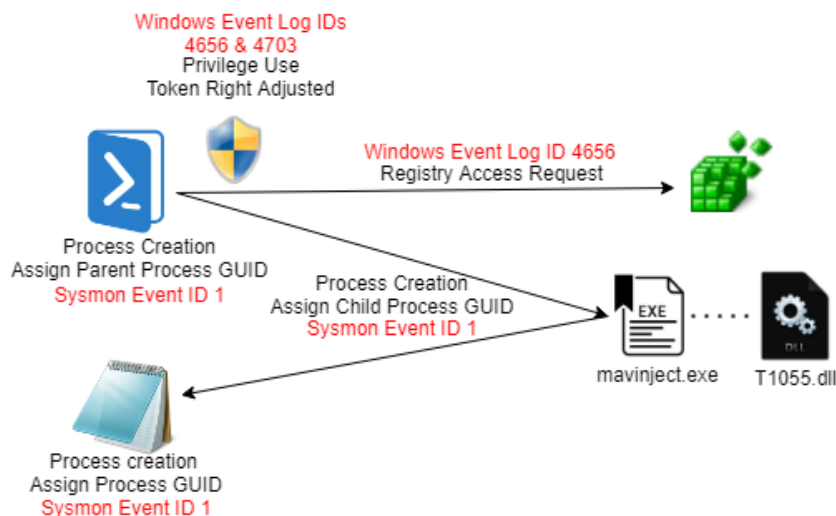 Windows Event Log IDs
4656 & 4703
Privilege Use
Token Right Adjusted
Windows Event Log ID 4656
Registry Access Request
Process Creation
Assign Parent Process GUID
Sysmon Event ID 1
Process Creation
Assign Child Process GUID
Sysmon Event ID 1
EXE
mavinject.exe
DLL
T1055.dll
Process creation
Assign Process GUID
Sysmon Event ID 1